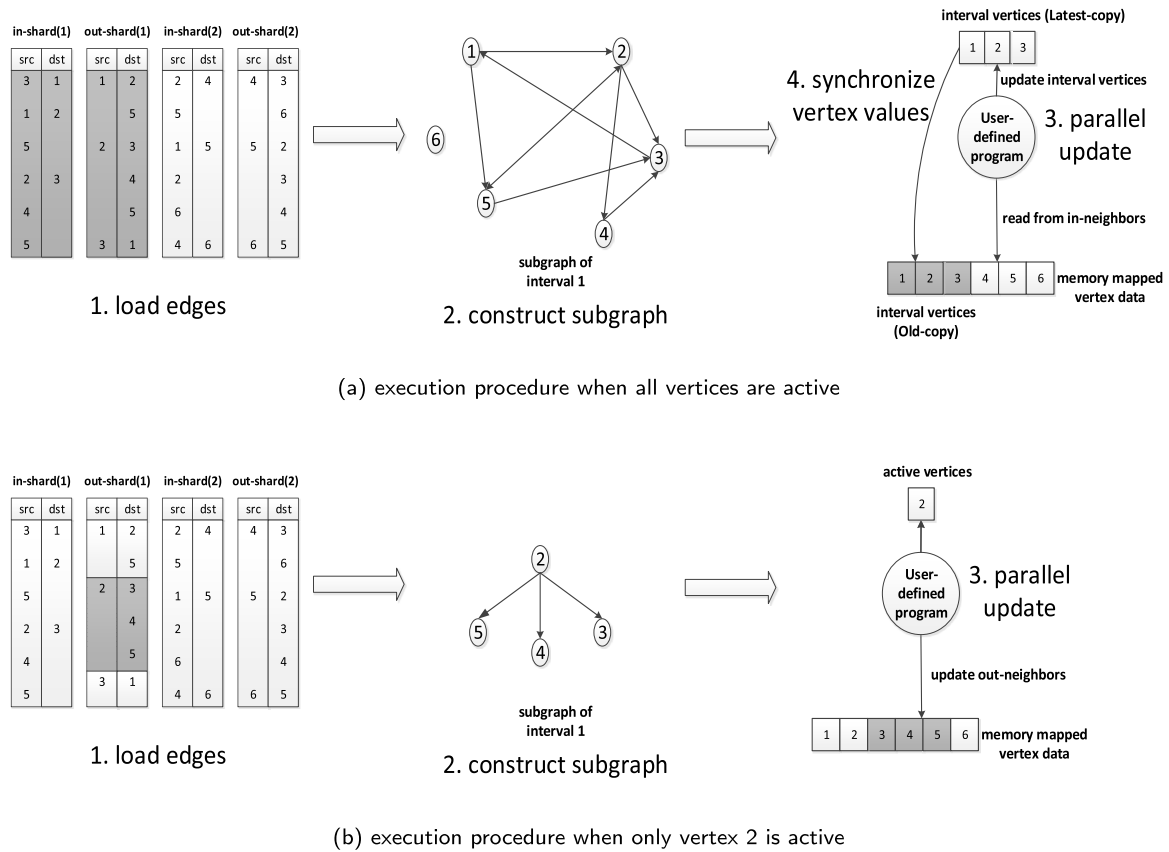 in-shard(1) out-shard(1) in-shard(2) out-shard(2)
src dst src dst src dst src dst
3 1 1 2 2 4 4 3
1 2 5 5 6
5 2 3 1 5 5 2
2 3 4 2 3
4 5 6 4
5 3 1 4 6 6 5
1. load edges
1 2
6
3
5
4
subgraph of
interval 1
2. construct subgraph
interval vertices (Latest-copy)
1 2 3
4. synchronize
vertex values
update interval vertices
User-
defined
program
3. parallel
update
read from in-neighbors
1 2 3 4 5 6
memory mapped
vertex data
interval vertices
(Old-copy)
(a) execution procedure when all vertices are active
in-shard(1) out-shard(1) in-shard(2) out-shard(2)
src dst src dst src dst src dst
3 1 1 2 2 4 4 3
1 2 5 5 6
5 2 3 1 5 5 2
2 3 4 2 3
4 5 6 4
5 3 1 4 6 6 5
1. load edges
2
5 4 3
subgraph of
interval 1
2. construct subgraph
active vertices
2
User-
defined
program
3. parallel
update
update out-neighbors
1 2 3 4 5 6
memory mapped
vertex data
(b) execution procedure when only vertex 2 is active